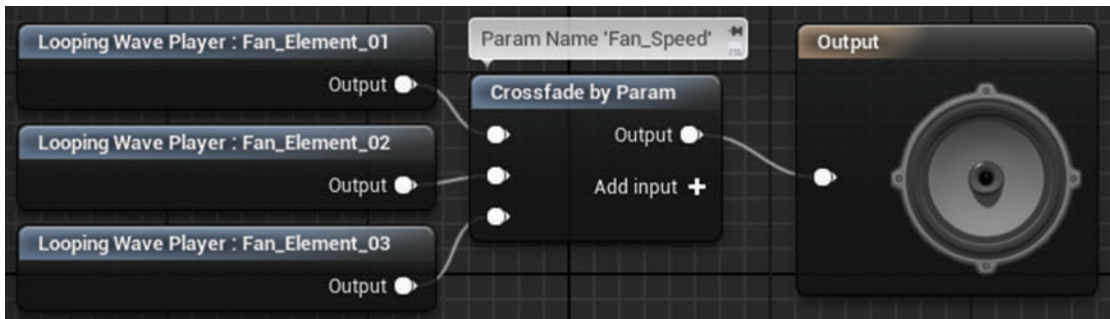 Looping Wave Player : Fan_Element_01
Output
Looping Wave Player : Fan_Element_02
Output
Looping Wave Player : Fan_Element_03
Output
Param Name 'Fan_Speed'
Crossfade by Param
Output
Add input
Output